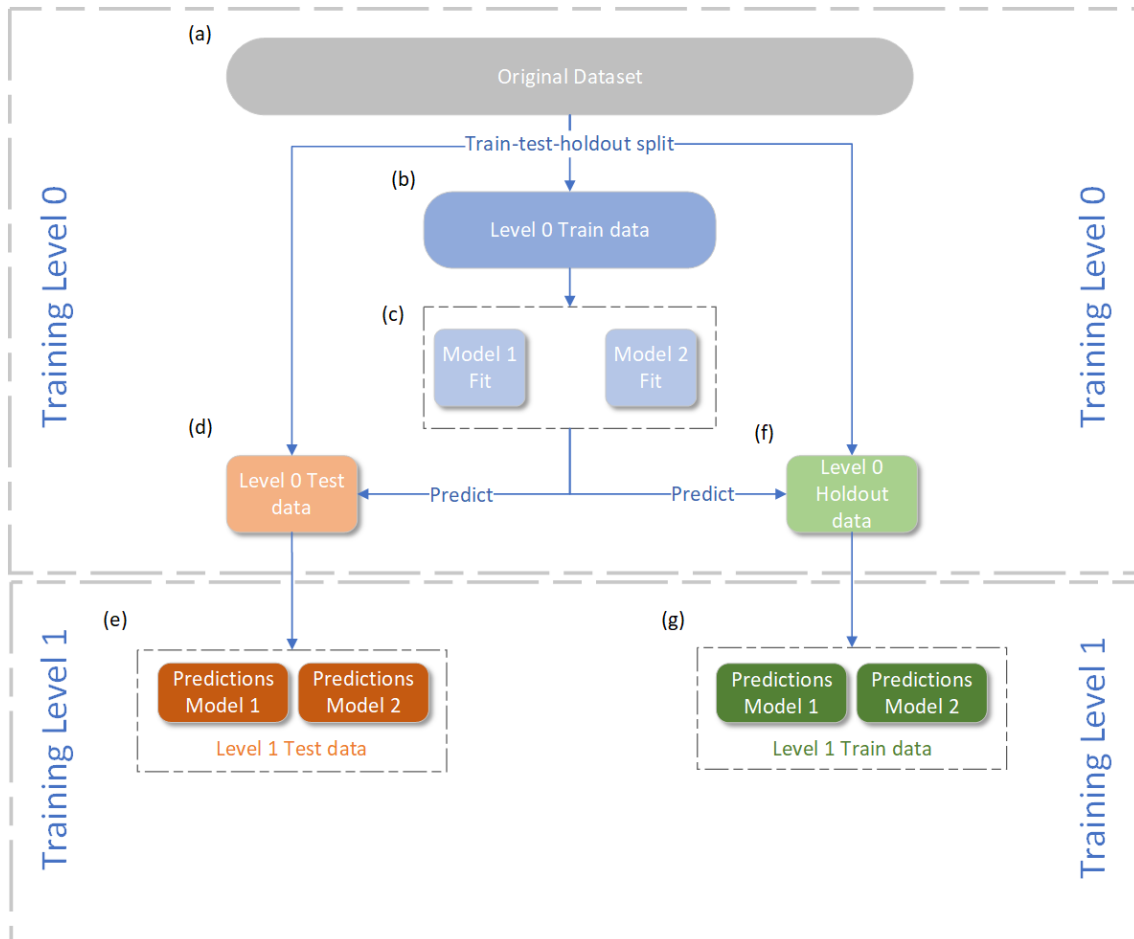 (a)
Original Dataset
Train-test-holdout split
(b)
Level 0 Train data
(c)
Model 1
Fit
Model 2
Fit
(d)
Level 0 Test
data
Predict
Predict
(f)
Level 0
Holdout
data
Training Level 0
Training Level 0
(e)
Predictions
Model 1
Predictions
Model 2
Level 1 Test data
(g)
Predictions
Model 1
Predictions
Model 2
Level 1 Train data
Training Level 1
Training Level 1